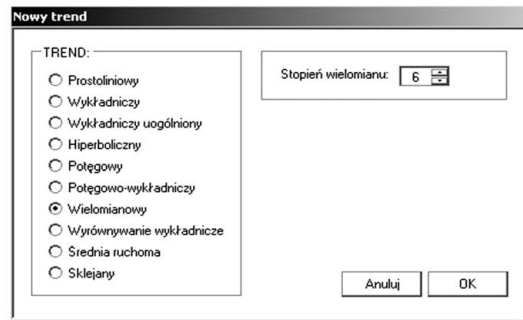 Nowy trend
TREND:
Prostoliniowy
Wykładniczy
Wykładniczy uogólniony
Hiperboliczny
Potęgowy
Potęgowo-wykładniczy
Wielomianowy
Wyrównywanie wykładnicze
Średnia ruchoma
Sklejany
Stopień wielomianu: 6
Anuluj OK